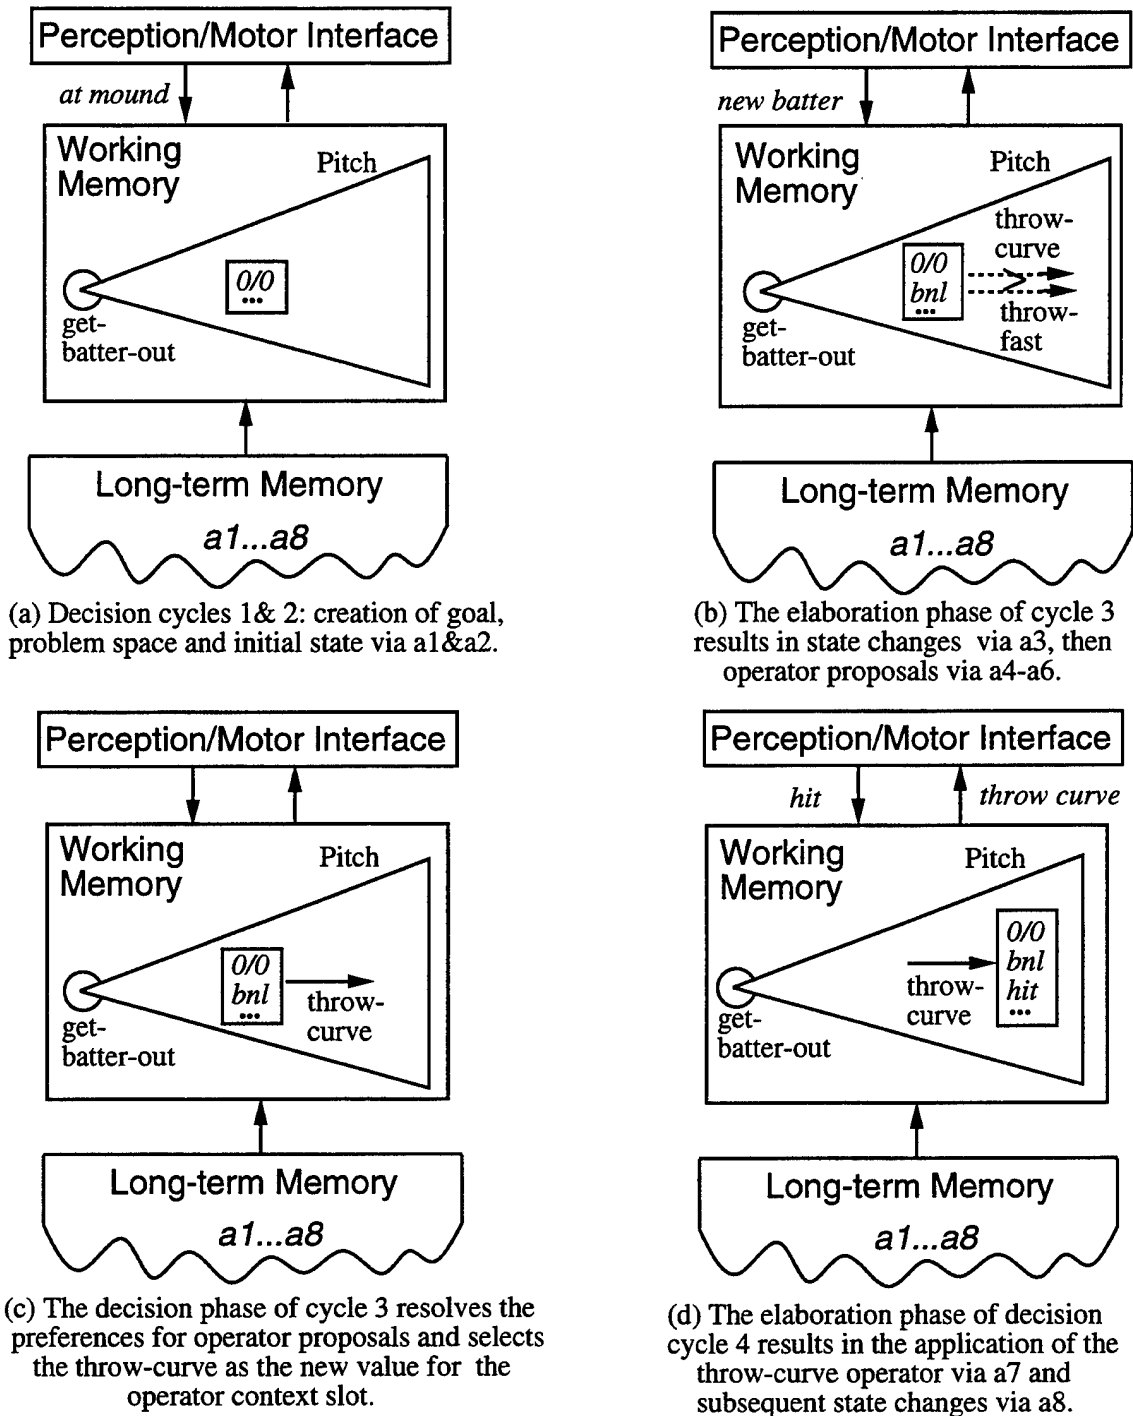 Perception/Motor Interface
at mound
Working
Memory
Pitch
0/0
...
get-
batter-out
Long-term Memory
a1...a8
(a) Decision cycles 1& 2: creation of goal,
problem space and initial state via a1&a2.
Perception/Motor Interface
new batter
Working
Memory
Pitch
throw-
curve
0/0
bnl
...
>
throw-
fast
get-
batter-out
Long-term Memory
a1...a8
(b) The elaboration phase of cycle 3
results in state changes via a3, then
operator proposals via a4-a6.
Perception/Motor Interface
Working
Memory
Pitch
0/0
bnl
...
throw-
curve
get-
batter-out
Long-term Memory
a1...a8
(c) The decision phase of cycle 3 resolves the
preferences for operator proposals and selects
the throw-curve as the new value for the
operator context slot.
Perception/Motor Interface
hit
throw curve
Working
Memory
Pitch
0/0
bnl
hit
...
throw-
curve
get-
batter-out
Long-term Memory
a1...a8
(d) The elaboration phase of decision
cycle 4 results in the application of the
throw-curve operator via a7 and
subsequent state changes via a8.